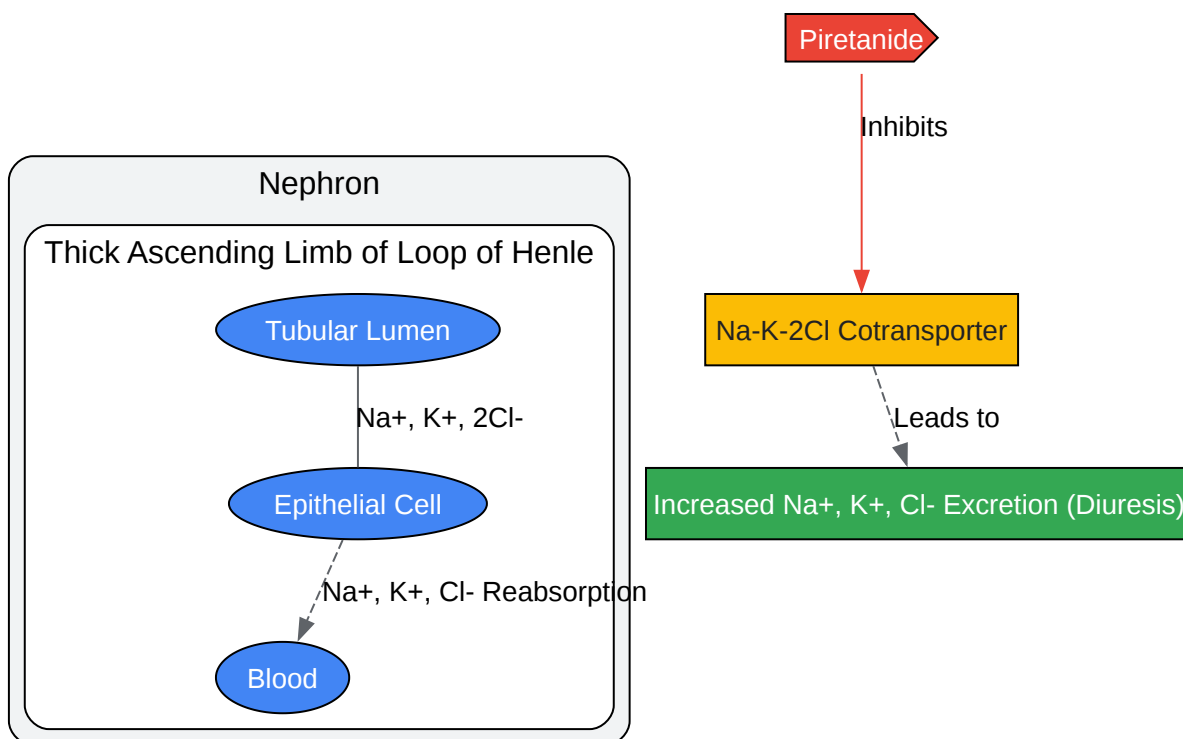 Piretanide
Inhibits
Nephron
Thick Ascending Limb of Loop of Henle
Tubular Lumen
Na-K-2Cl Cotransporter
Na+, K+, 2Cl-
Leads to
Epithelial Cell
Increased Na+, K+, Cl- Excretion (Diuresis)
Na+, K+, Cl- Reabsorption
Blood